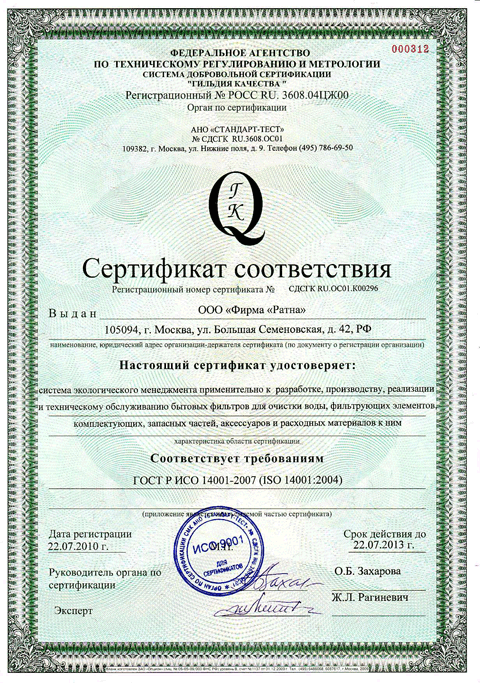 000312
ФЕДЕРАЛЬНОЕ АГЕНТСТВО
ПО ТЕХНИЧЕСКОМУ РЕГУЛИРОВАНИЮ И МЕТРОЛОГИИ
СИСТЕМА ДОБРОВОЛЬНОЙ СЕРТИФИКАЦИИ
"ГИЛЬДИЯ КАЧЕСТВА "
Регистрационный № РОСС RU. 3608.04ЦЖ00
Орган по сертификации
АНО «СТАНДАРТ-ТЕСТ»
№ СДСГК RU.3608.ОС01
109382, г. Москва, ул. Нижние поля, д. 9. Телефон (495) 786-69-50
Г
К
Q
Сертификат соответствия
Регистрационный номер сертификата № СДСГК RU.ОС01.К00296
Выдан ООО «Фирма «Ратна»
105094, г. Москва, ул. Большая Семеновская, д. 42, РФ
наименование, юридический адрес организации-держателя сертификата (по документу о регистрации организации)
Настоящий сертификат удостоверяет:
система экологического менеджмента применительно к разработке, производству, реализации
и техническому обслуживанию бытовых фильтров для очистки воды, фильтрующих элементов,
комплектующих, запасных частей, аксессуаров и расходных материалов к ним
характеристика области сертификации
Соответствует требованиям
ГОСТ Р ИСО 14001-2007 (ISO 14001:2004)
(приложение является неотъемлемой частью сертификата)
ИСО 9001
ДЛЯ
СЕРТИФИКАТОВ
Дата регистрации
22.07.2010 г.
Срок действия до
22.07.2013 г.
Руководитель органа по
сертификации
О.Б. Захарова
Эксперт
Ж.Л. Рагиневич